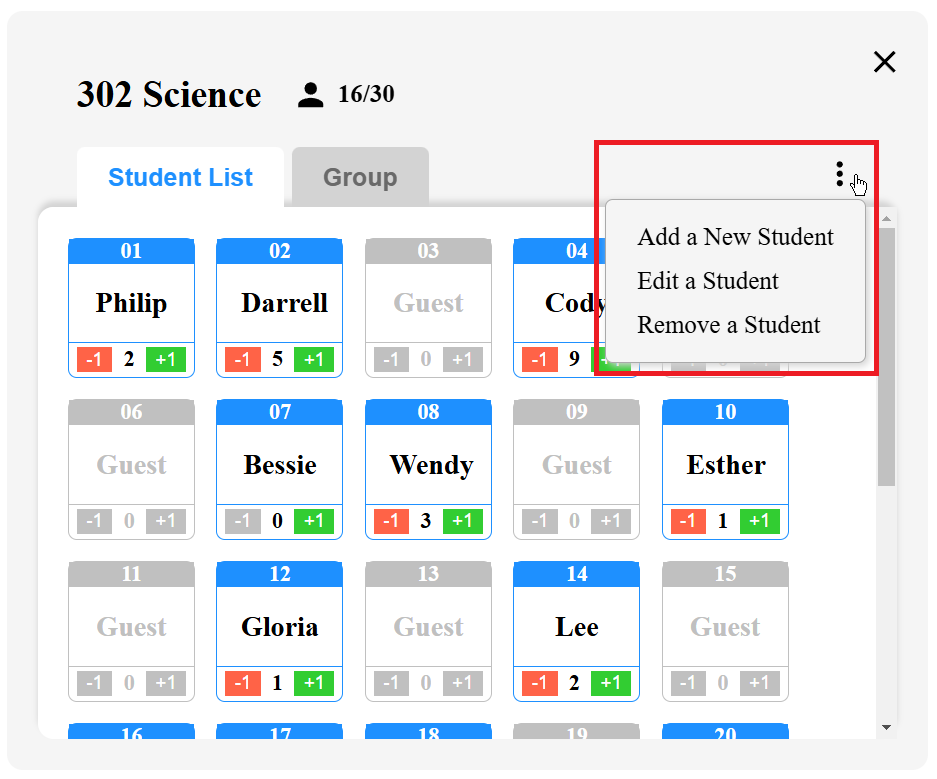 302 Science 16/30
Student List Group
Add a New Student
Edit a Student
Remove a Student
01 02 03 04
Philip Darrell Guest Cody
-1 2 +1 -1 5 +1 -1 0 +1 -1 9
06 07 08 09 10
Guest Bessie Wendy Guest Esther
-1 0 +1 -1 0 +1 -1 3 +1 -1 0 +1 -1 1 +1
11 12 13 14 15
Guest Gloria Guest Lee Guest
-1 0 +1 -1 1 +1 -1 0 +1 -1 2 +1 -1 0 +1
16 17 18 19 20